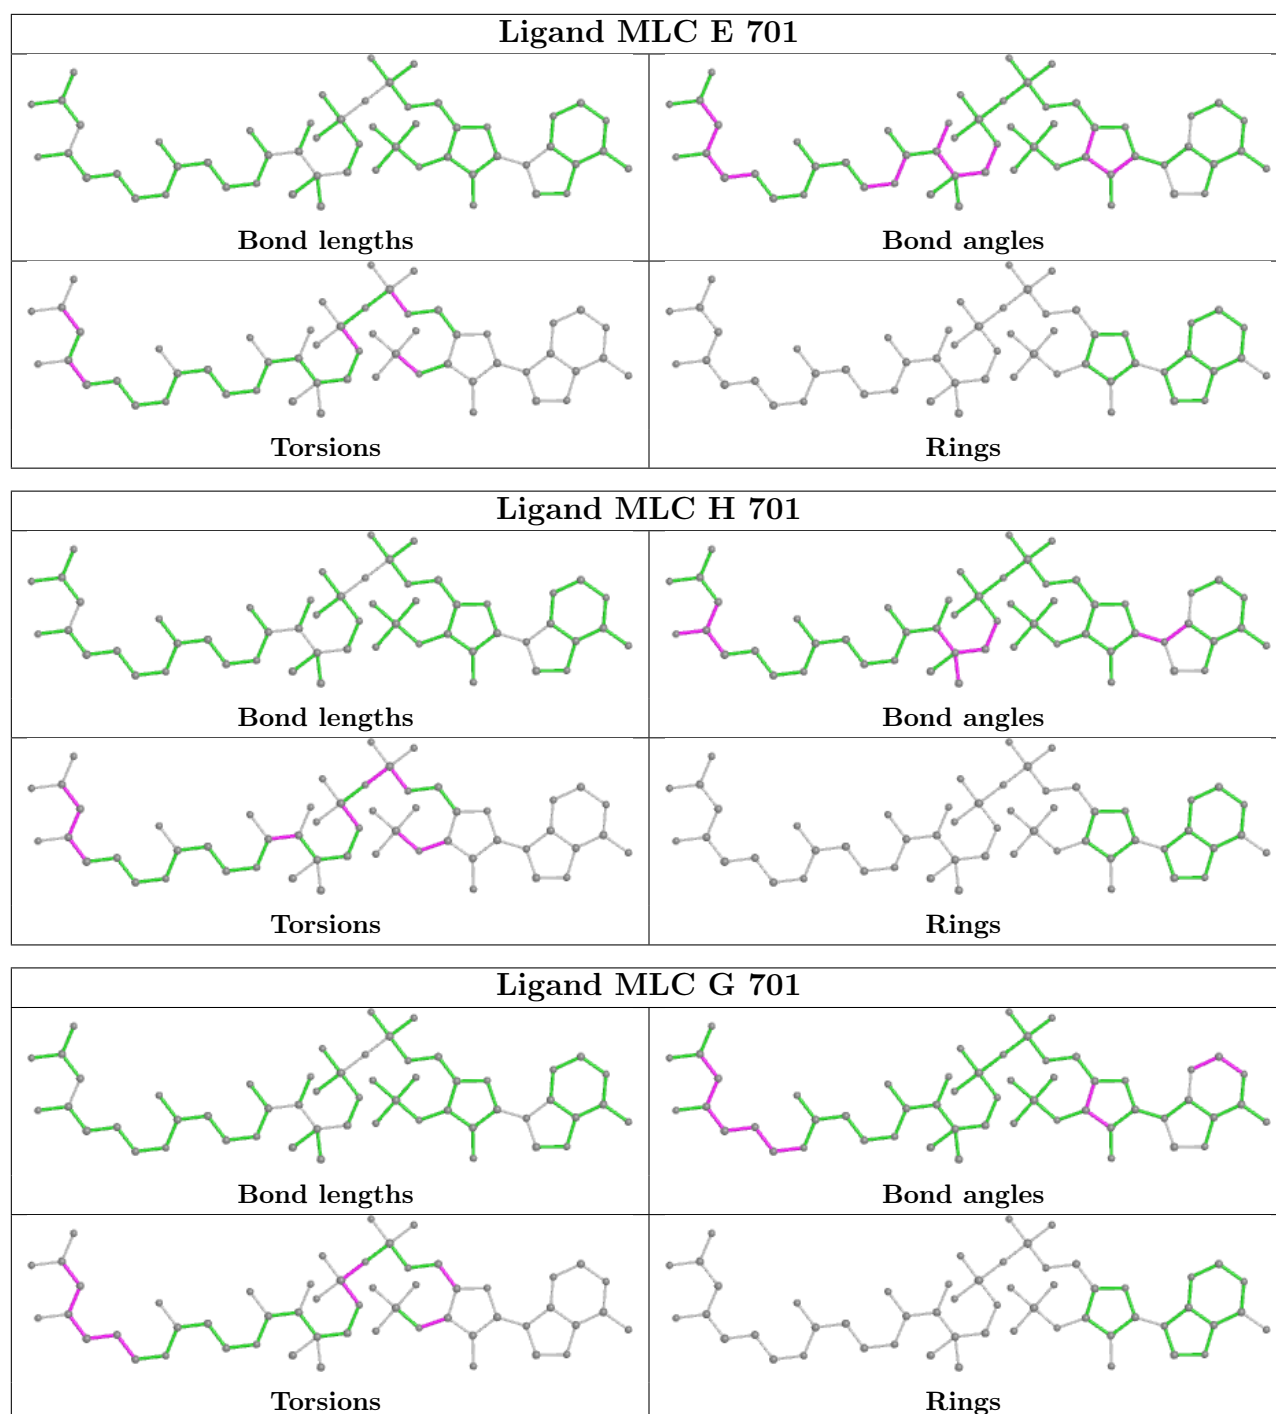 Ligand MLC E 701
Bond lengths
Bond angles
Torsions
Rings
Ligand MLC H 701
Bond lengths
Bond angles
Torsions
Rings
Ligand MLC G 701
Bond lengths
Bond angles
Torsions
Rings